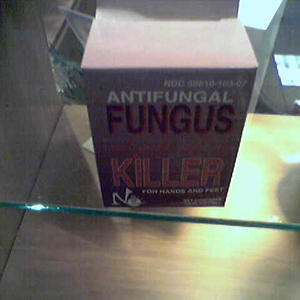 NDC 58610-103-07
ANTIFUNGAL
FUNGUS
KILLER
FOR HANDS AND FEET